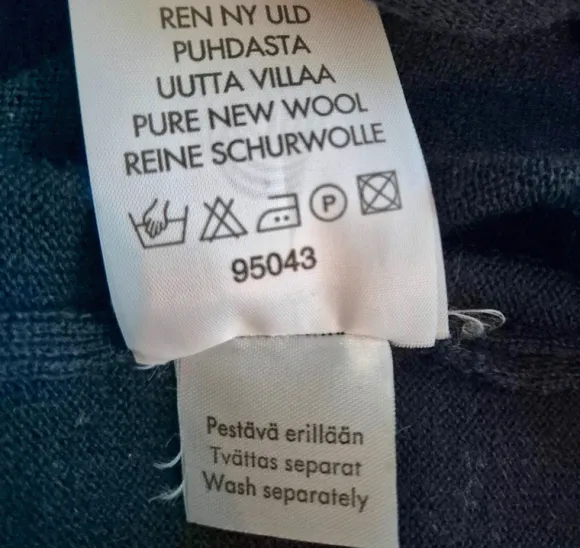 REN NY ULD
PUHDASTA
UUTTA VILLAA
PURE NEW WOOL
REINE SCHURWOLLE
P
95043
Pestävä erillään
Tvättas separat
Wash separately